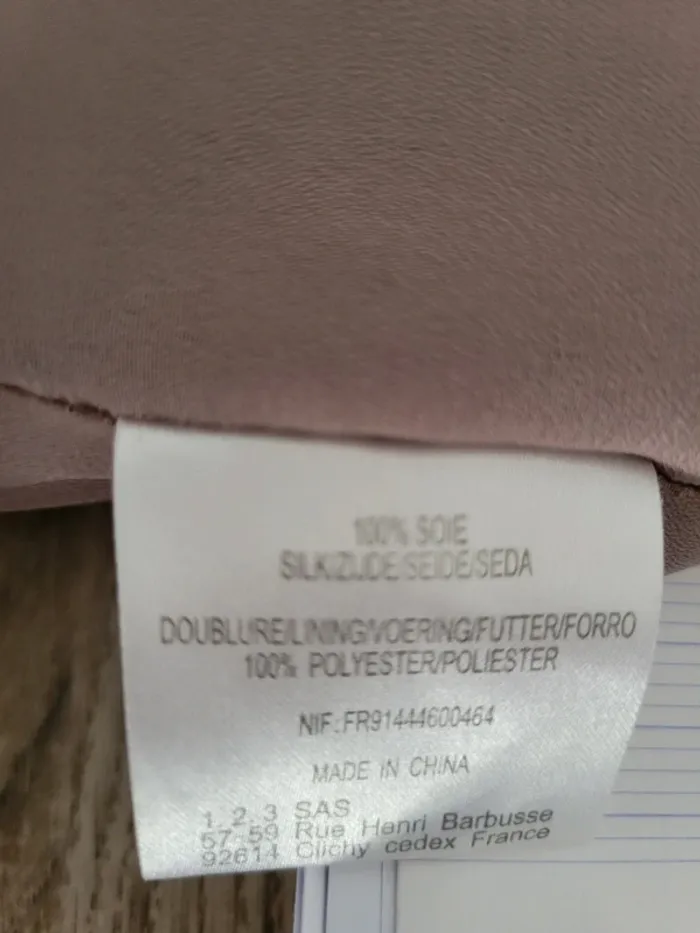 100% SOIE
SILK/ZIJDE/SEIDE/SEDA
DOUBLURE/LINING/VOERING/FUTTER/FORRO
100% POLYESTER/POLIESTER
NIF:FR91444600464
MADE IN CHINA
1.2.3 SAS
57-59 Rue Henri Barbusse
92614 Clichy cedex France